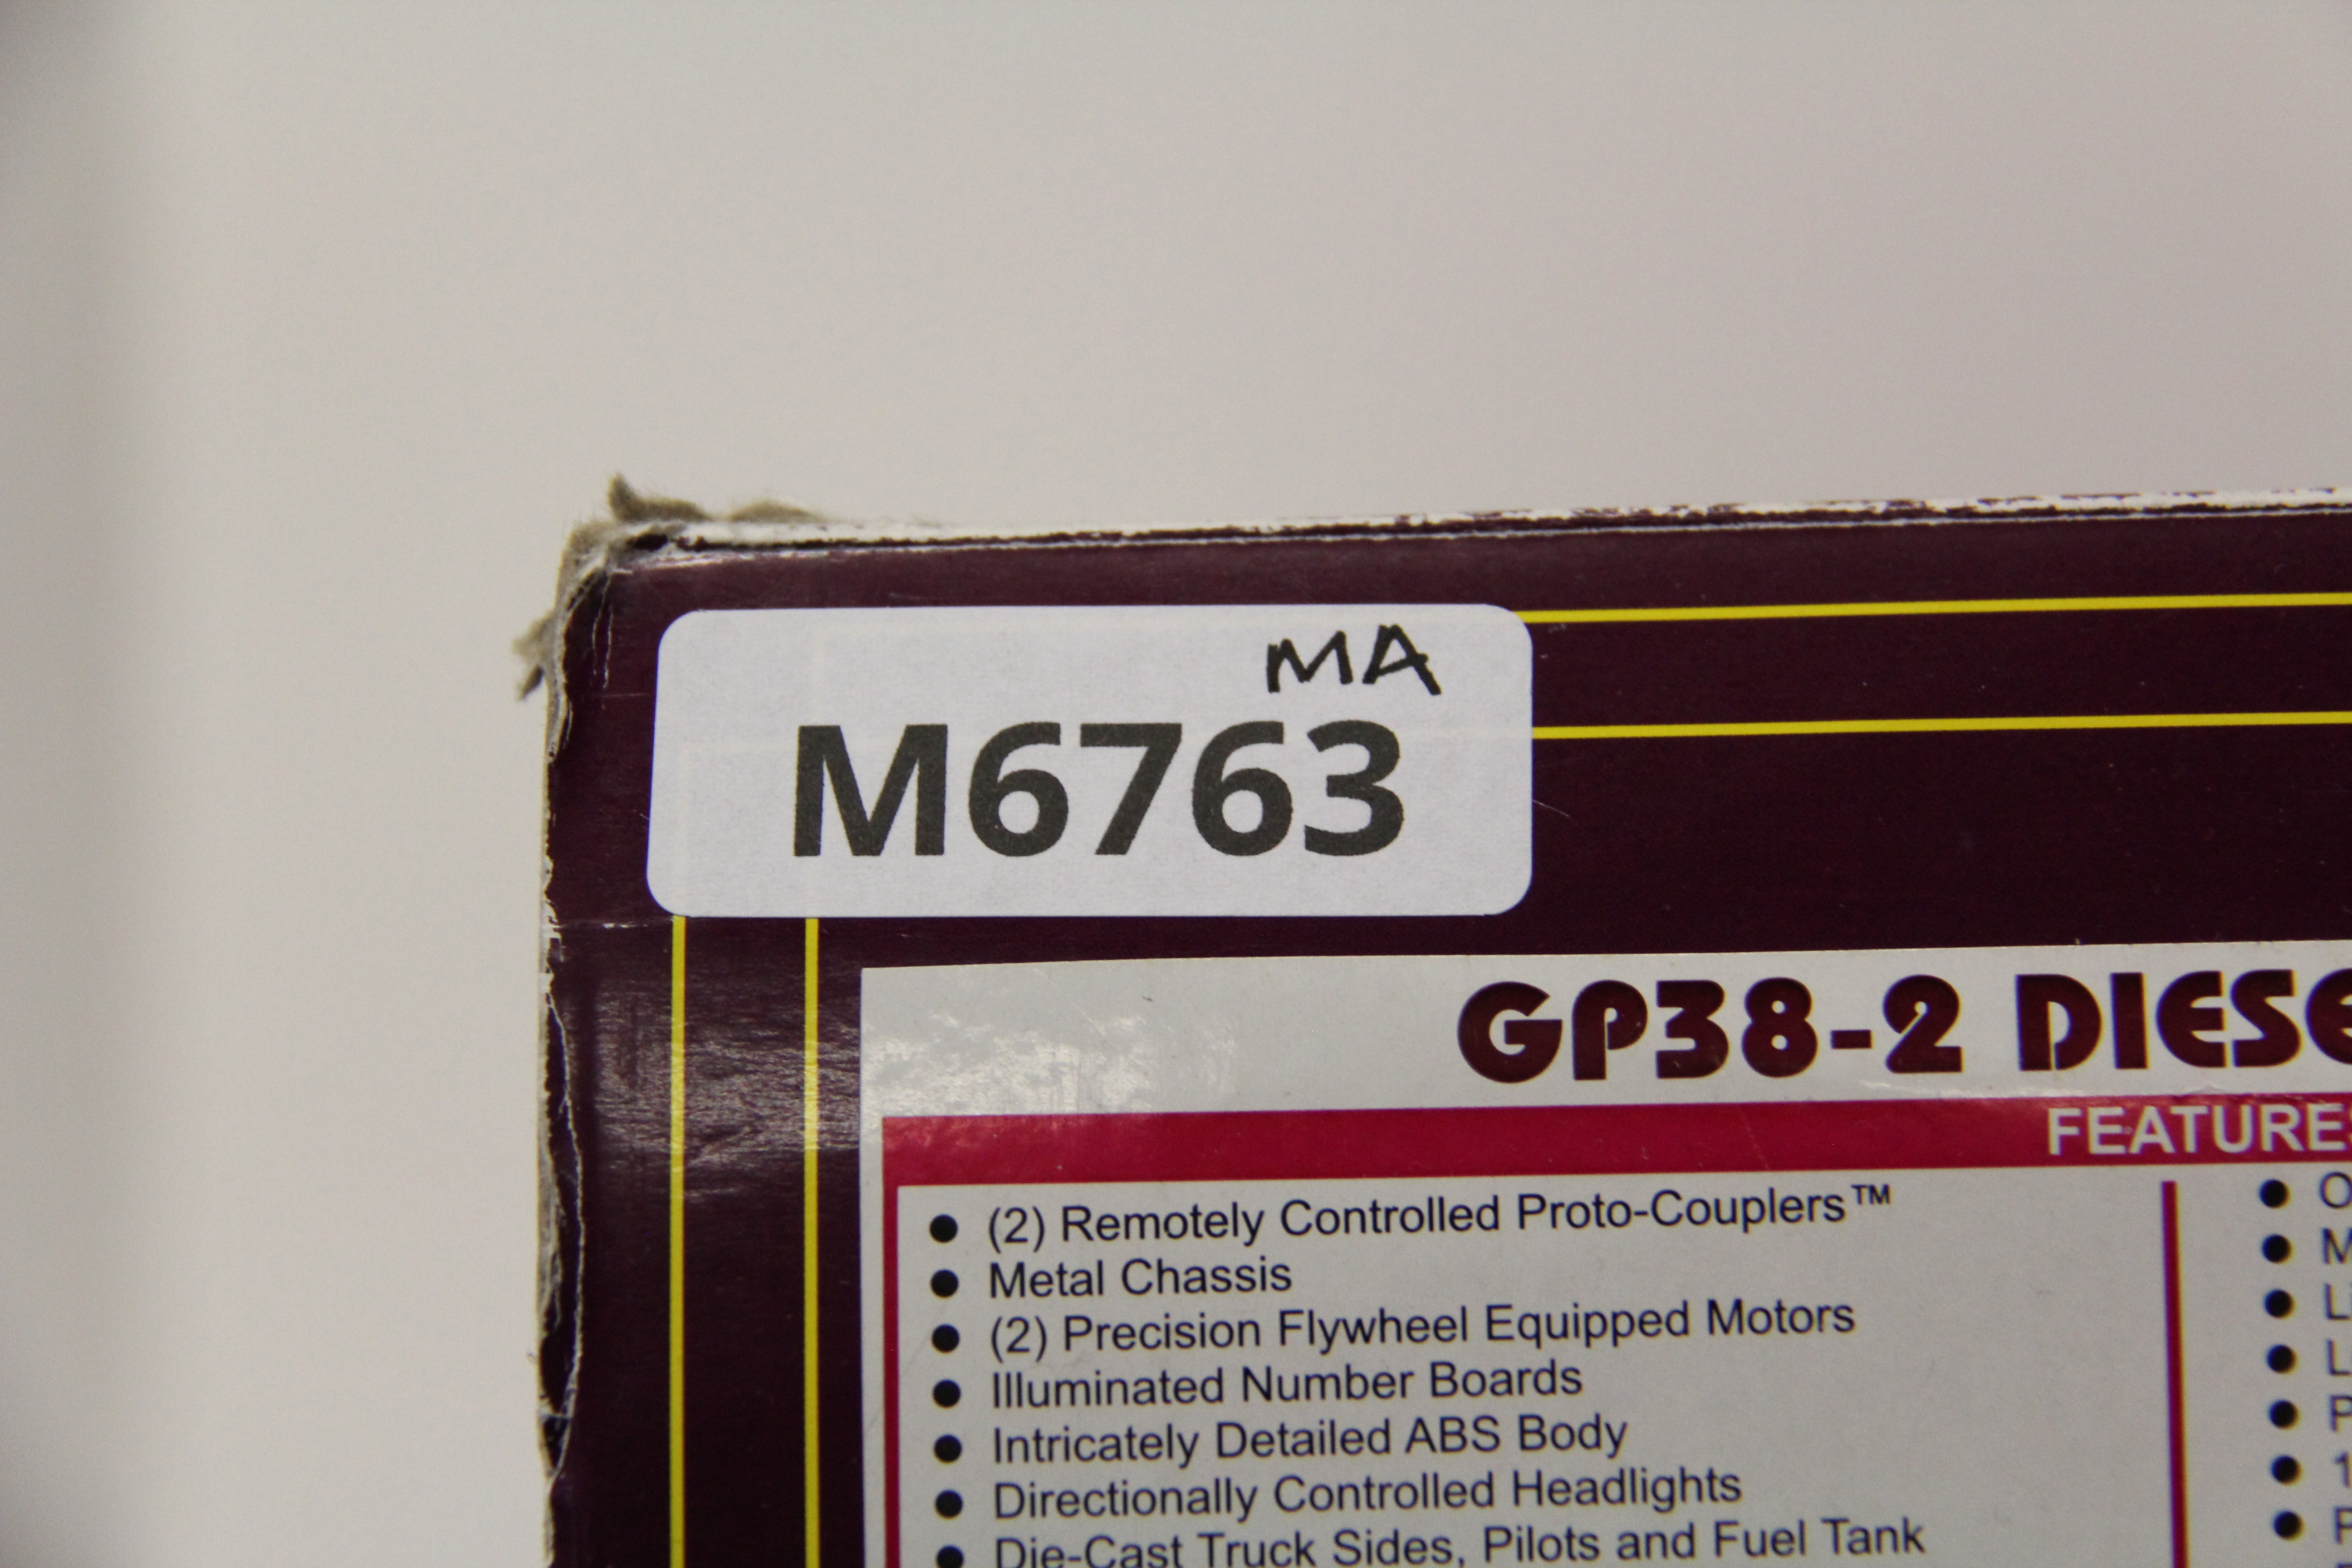 MA
M6763
GP38-2
FEATURES
(2) Remotely Controlled Proto-Couplers™
Metal Chassis
(2) Precision Flywheel Equipped Motors
Illuminated Number Boards
Intricately Detailed ABS Body
Directionally Controlled Headlights
Die-Cast Truck Sides, Pilots and Fuel Tank